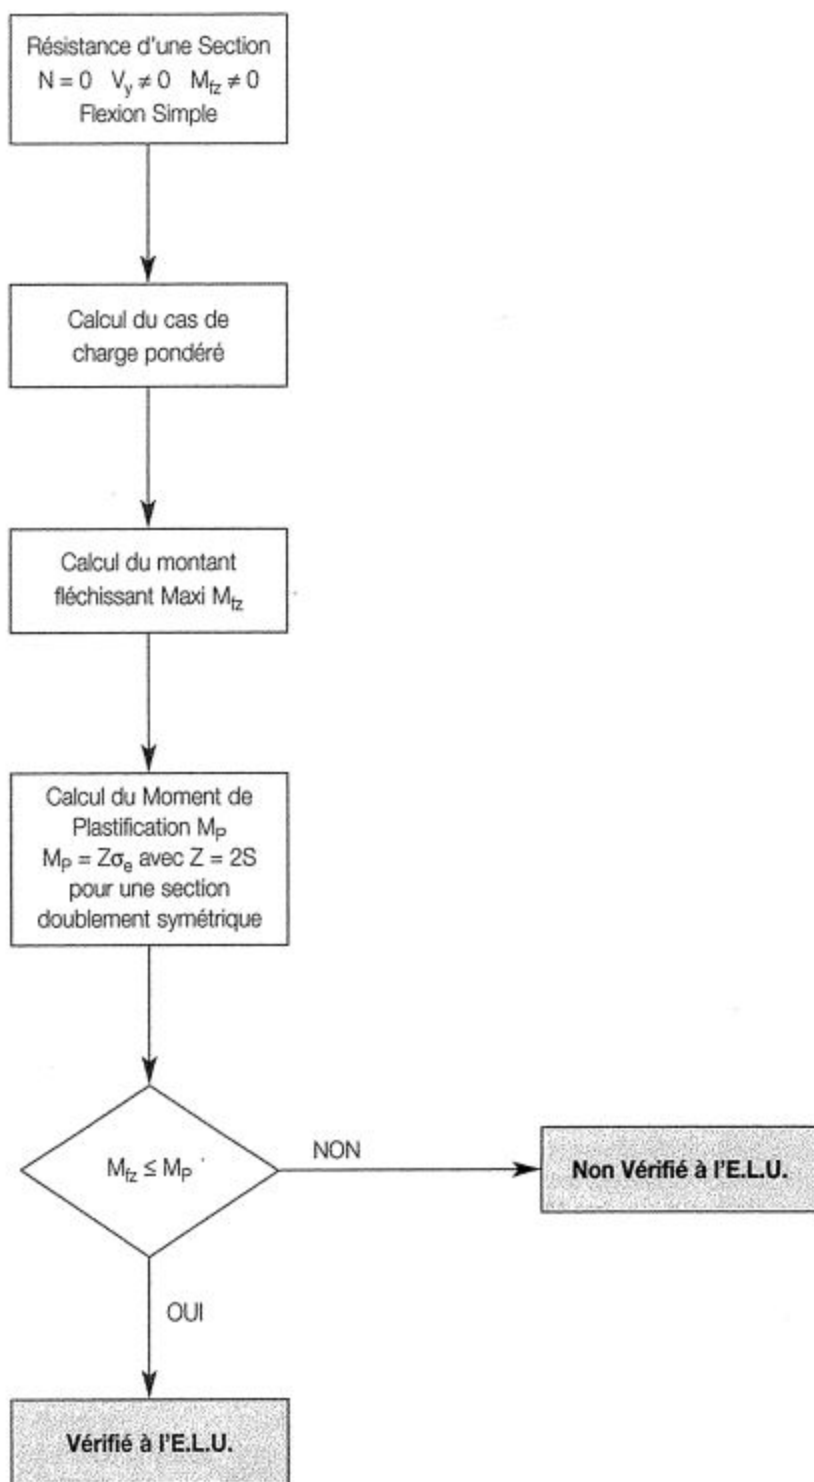 Résistance d'une Section
N = 0 V_y ≠ 0 M_fz ≠ 0
Flexion Simple
Calcul du cas de
charge pondéré
Calcul du montant
fléchissant Maxi M_fz
Calcul du Moment de
Plastification M_P
M_P = Zσ_e avec Z = 2S
pour une section
doublement symétrique
M_fz ≤ M_P
NON
Non Vérifié à l'E.L.U.
OUI
Vérifié à l'E.L.U.